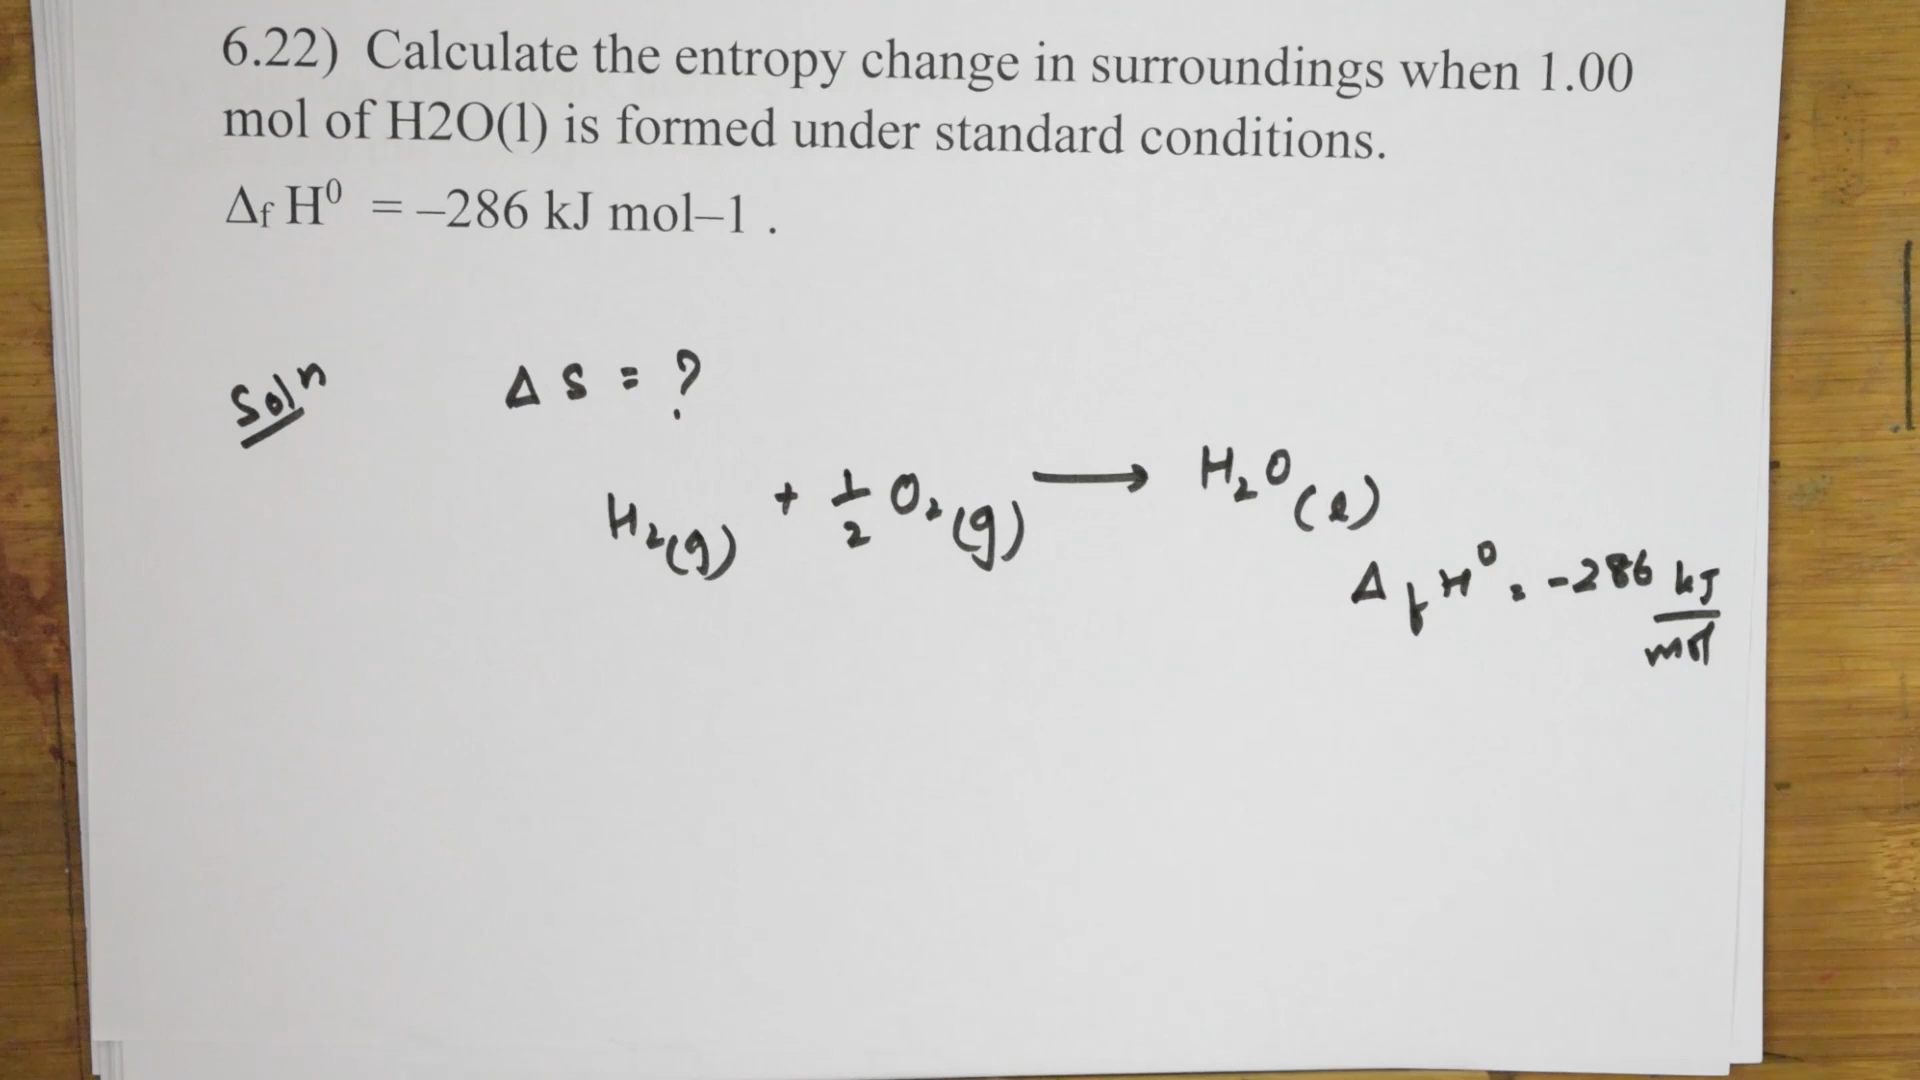 6.22) Calculate the entropy change in surroundings when 1.00
mol of H2O(l) is formed under standard conditions.
Δf H⁰ = –286 kJ mol–1 .
Solⁿ
ΔS = ?
H₂(g) + 1/2 O₂(g) ⟶ H₂O(l)
ΔfH⁰ = -286 kJ/mol